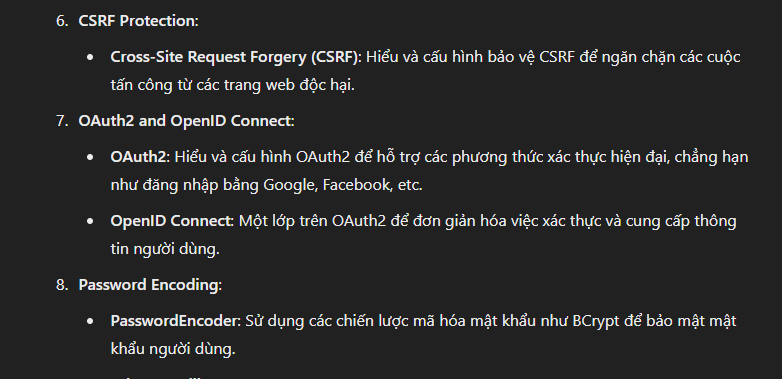 6. CSRF Protection:
• Cross-Site Request Forgery (CSRF): Hiểu và cấu hình bảo vệ CSRF để ngăn chặn các cuộc
tấn công từ các trang web độc hại.
7. OAuth2 and OpenID Connect:
• OAuth2: Hiểu và cấu hình OAuth2 để hỗ trợ các phương thức xác thực hiện đại, chẳng hạn
như đăng nhập bằng Google, Facebook, etc.
• OpenID Connect: Một lớp trên OAuth2 để đơn giản hóa việc xác thực và cung cấp thông
tin người dùng.
8. Password Encoding:
• PasswordEncoder: Sử dụng các chiến lược mã hóa mật khẩu như BCrypt để bảo mật mật
khẩu người dùng.